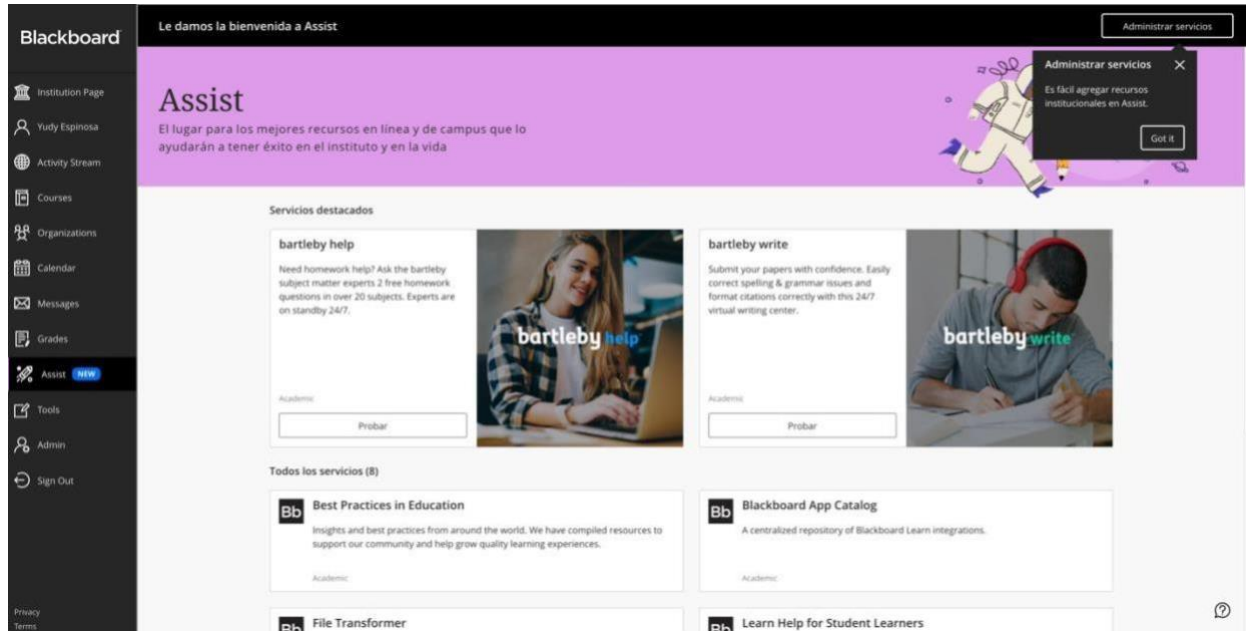 Blackboard
Institution Page
Yudy Espinosa
Activity Stream
Courses
Organizations
Calendar
Messages
Grades
Assist NEW
Tools
Admin
Sign Out
Privacy
Terms
Le damos la bienvenida a Assist
Administrar servicios
Administrar servicios
Es fácil agregar recursos
institucionales en Assist.
Got it
Assist
El lugar para los mejores recursos en línea y de campus que lo
ayudarán a tener éxito en el instituto y en la vida
Servicios destacados
bartleby help
Need homework help? Ask the bartleby
subject matter experts 2 free homework
questions in over 20 subjects. Experts are
on standby 24/7.
Academic
Probar
bartleby help
bartleby write
Submit your papers with confidence. Easily
correct spelling & grammar issues and
format citations correctly with this 24/7
virtual writing center.
Academic
Probar
bartleby write
Todos los servicios (8)
Bb
Best Practices in Education
Insights and best practices from around the world. We have compiled resources to
support our community and help grow quality learning experiences.
Academic
Bb
Blackboard App Catalog
A centralized repository of Blackboard Learn integrations.
Academic
Bb
File Transformer
Bb
Learn Help for Student Learners